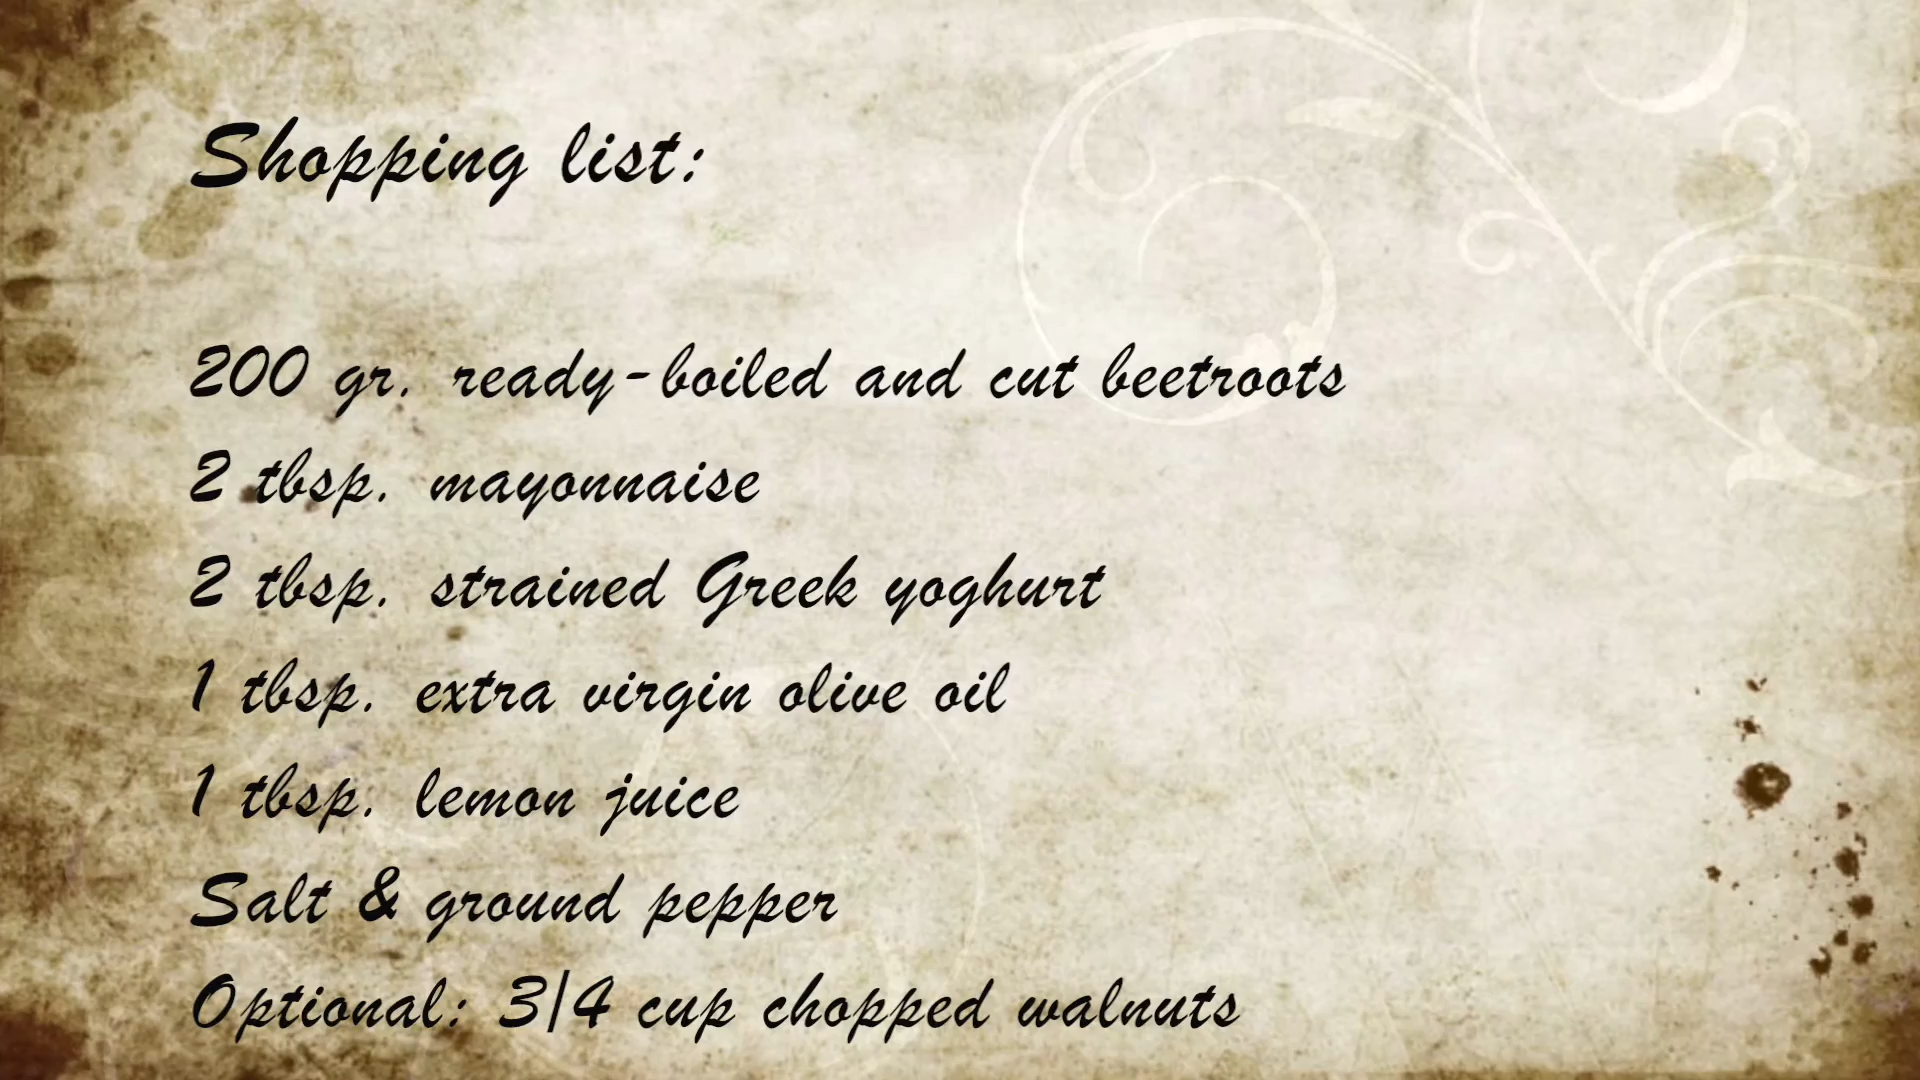 Shopping list:
200 gr. ready-boiled and cut beetroots
2 tbsp. mayonnaise
2 tbsp. strained Greek yoghurt
1 tbsp. extra virgin olive oil
1 tbsp. lemon juice
Salt & ground pepper
Optional: 3/4 cup chopped walnuts